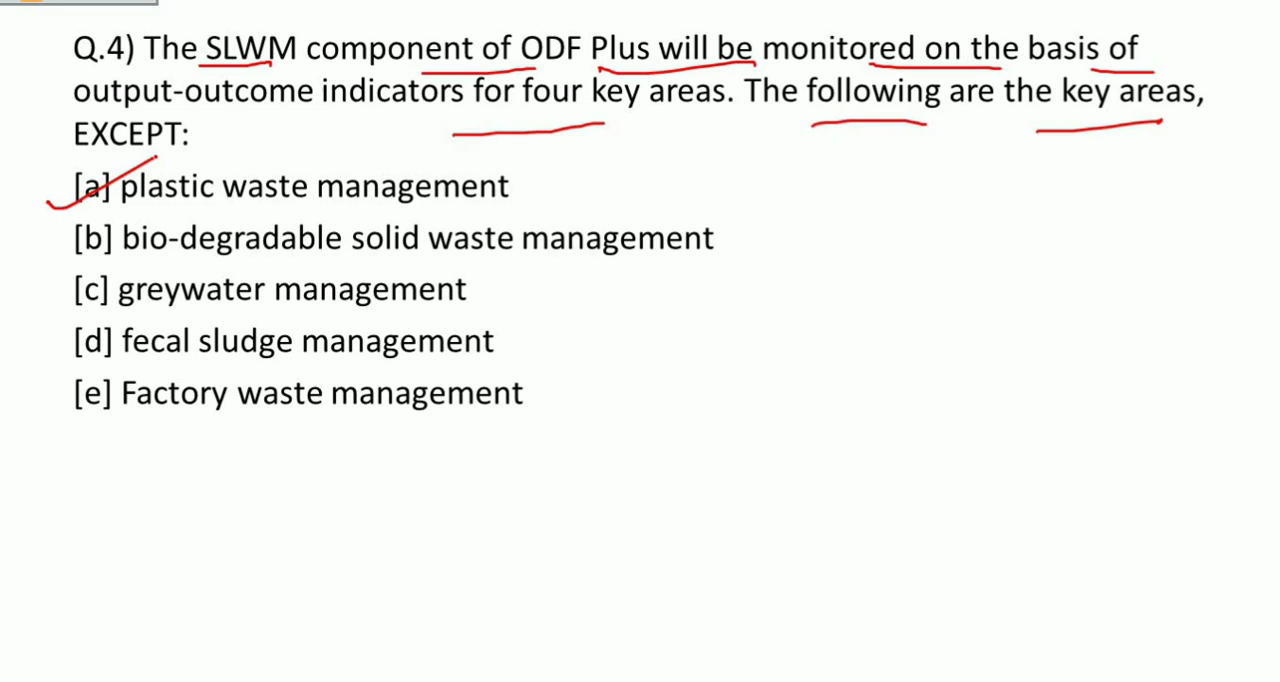 Q.4) The SLWM component of ODF Plus will be monitored on the basis of
output-outcome indicators for four key areas. The following are the key areas,
EXCEPT:
[a] plastic waste management
[b] bio-degradable solid waste management
[c] greywater management
[d] fecal sludge management
[e] Factory waste management